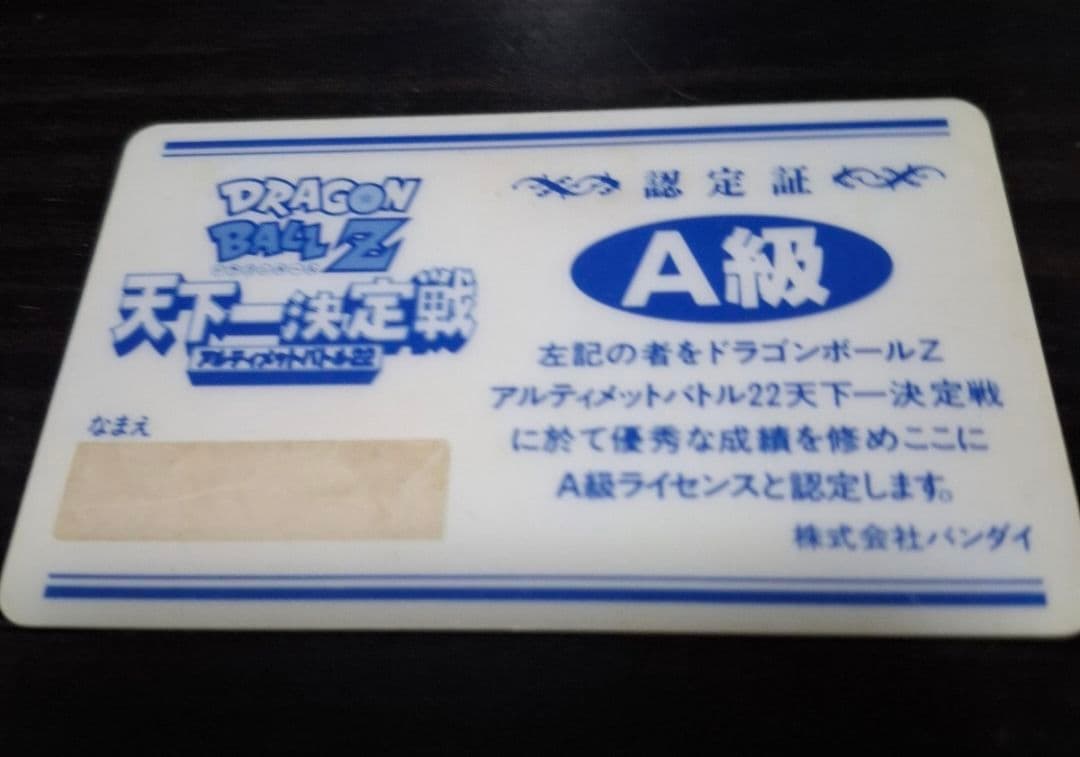 DRAGON
BALL Z
天下一決定戦
アルティメットバトル22
なまえ
認定証
A級
左記の者をドラゴンボールZ
アルティメットバトル22天下一決定戦
に於て優秀な成績を修めここに
A級ライセンスと認定します。
株式会社バンダイ